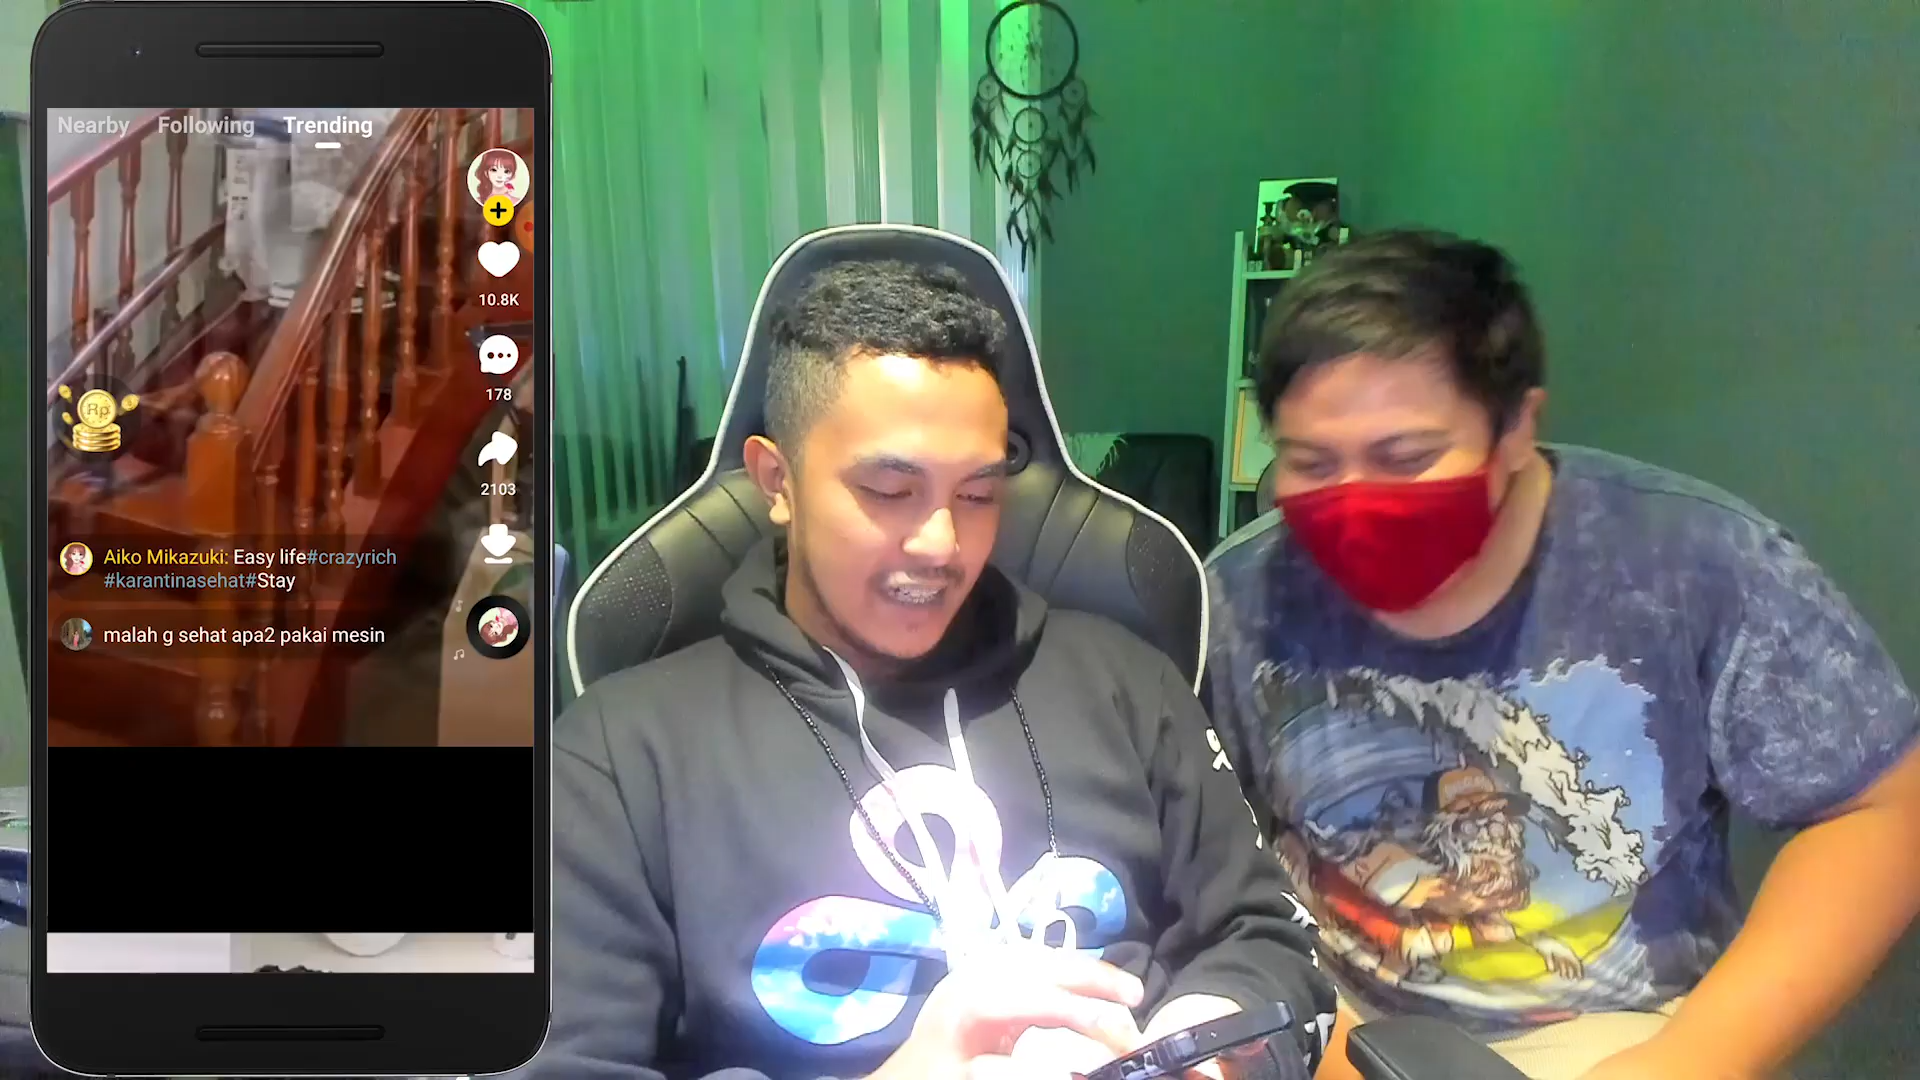 Nearby Following Trending
10.8K
178
2103
Rp
Aiko Mikazuki: Easy life#crazyrich
#karantinasehat#Stay
malah g sehat apa2 pakai mesin